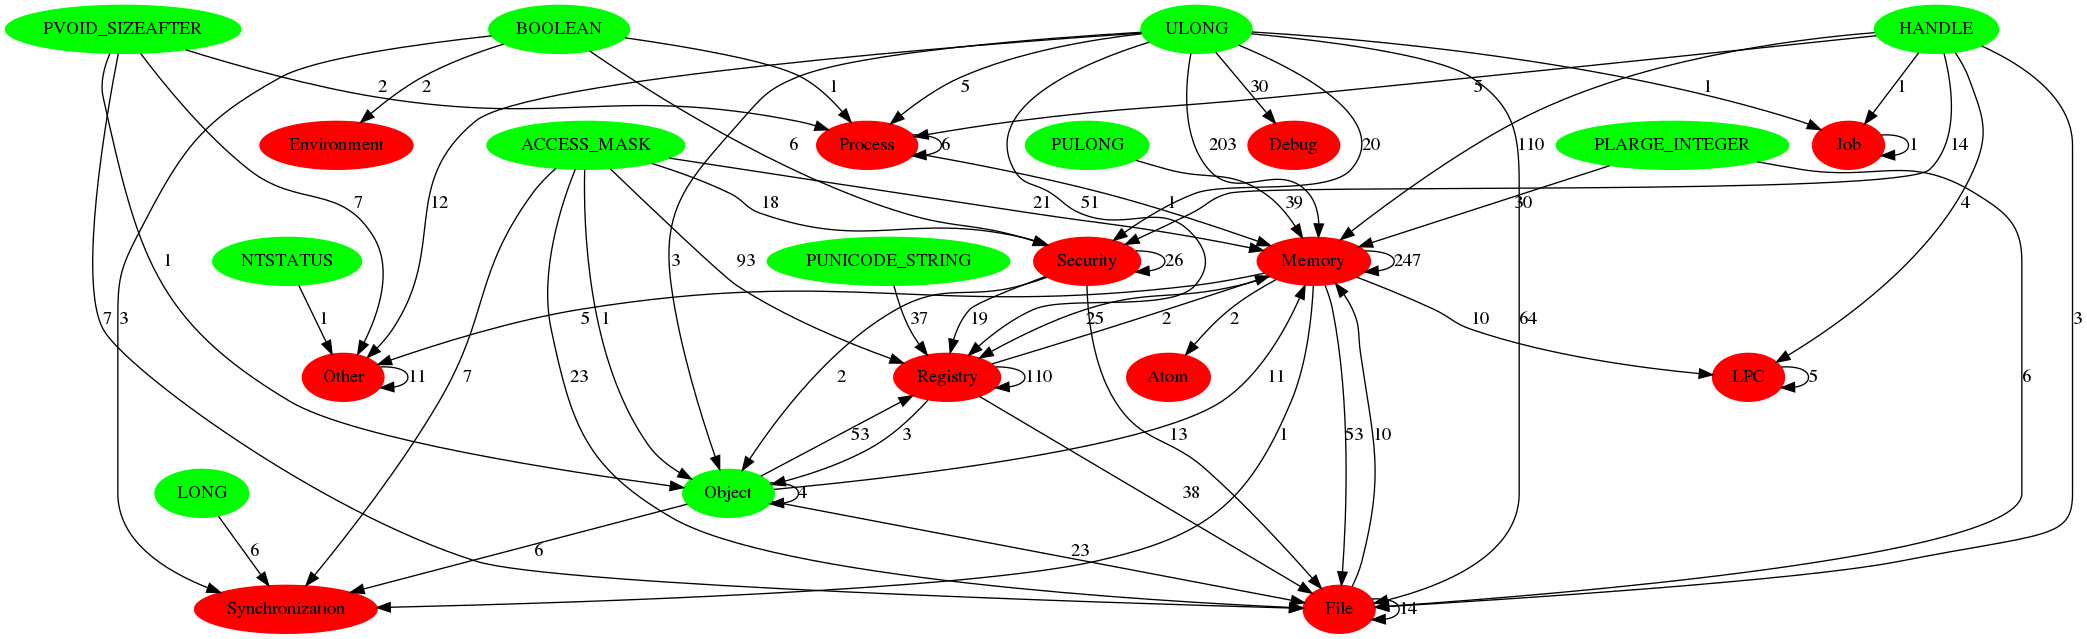 PVOID_SIZEAFTER
BOOLEAN
ULONG
HANDLE
2
2
1
5
30
5
1
1
Environment
ACCESS_MASK
Process
6
PULONG
Debug
PLARGE_INTEGER
Job
1
6
203
20
110
14
7
12
18
21
51
1
39
30
4
NTSTATUS
PUNICODE_STRING
Security
26
Memory
247
1
3
93
7
3
1
5
1
37
19
25
2
2
10
64
3
Other
11
Registry
110
Atom
LPC
5
7
23
2
11
6
53
3
13
1
53
10
LONG
Object
4
38
6
6
23
Synchronization
File
14